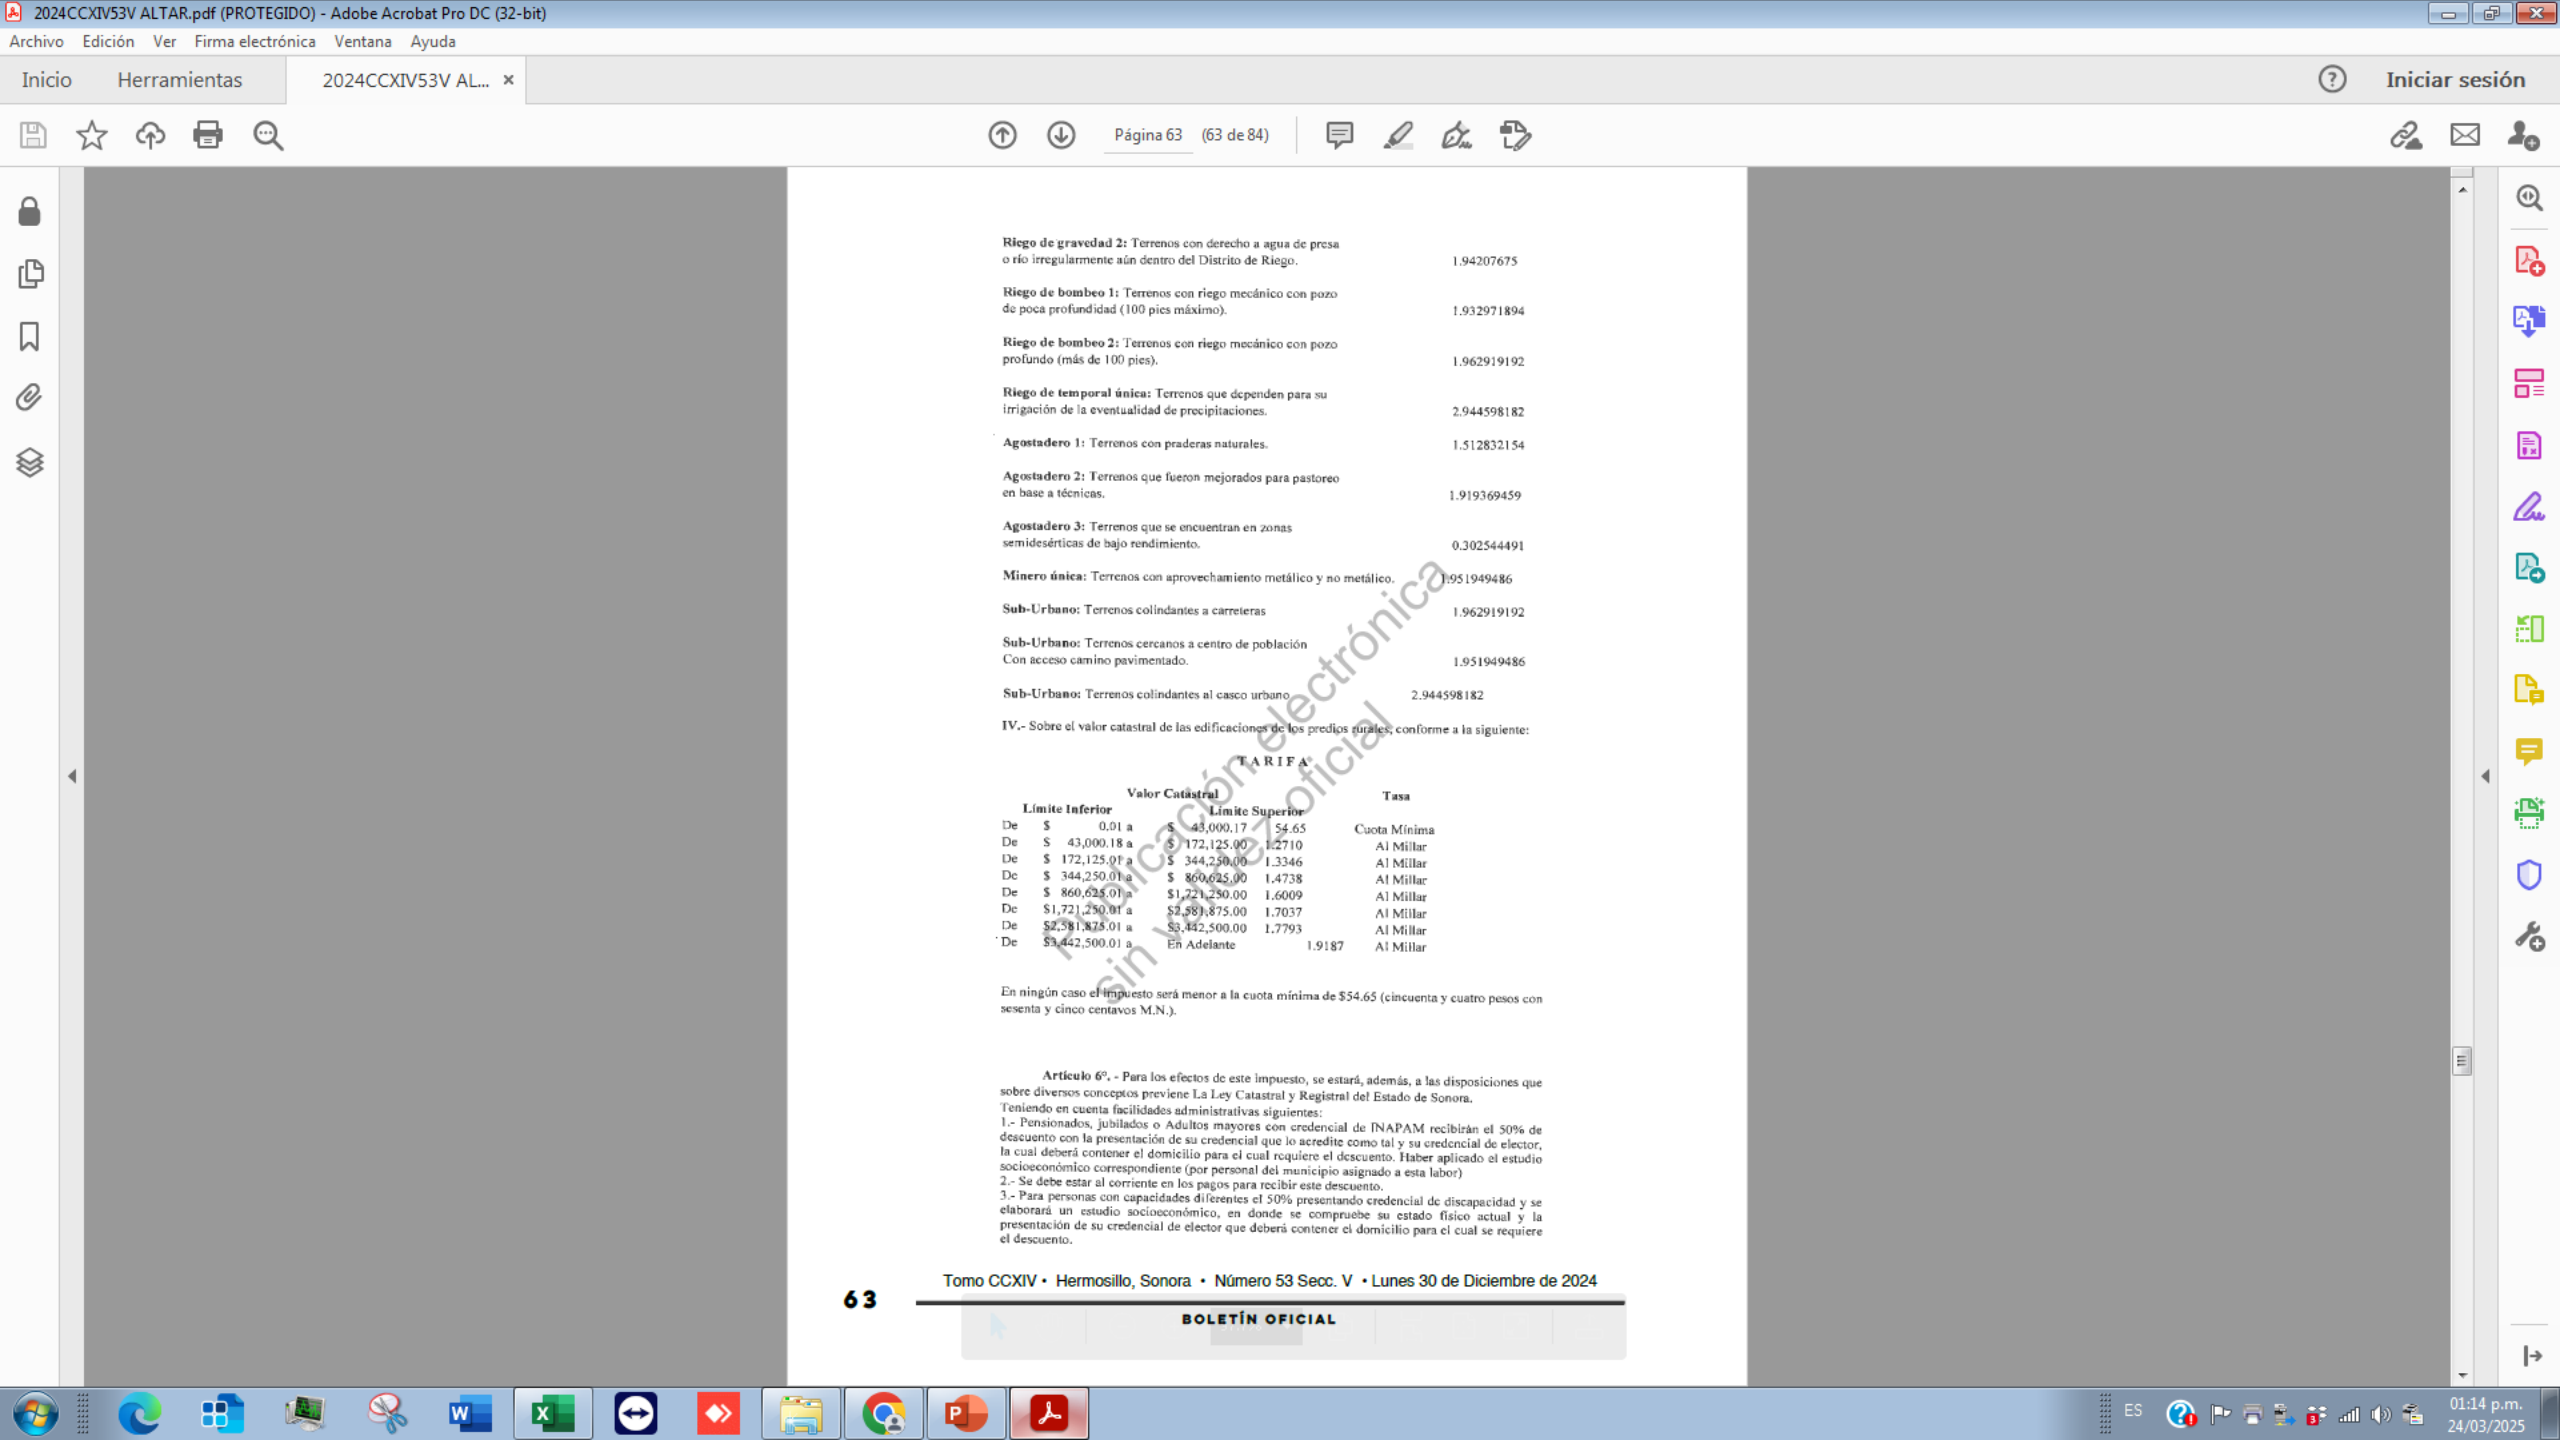 2024CCXIV53V ALTAR.pdf (PROTEGIDO) - Adobe Acrobat Pro DC (32-bit)
Archivo Edición Ver Firma electrónica Ventana Ayuda
Inicio Herramientas 2024CCXIV53V AL... × Iniciar sesión
Página 63 (63 de 84)
Riego de gravedad 2: Terrenos con derecho a agua de presa
o río irregularmente aún dentro del Distrito de Riego. 1.94207675
Riego de bombeo 1: Terrenos con riego mecánico con pozo
de poca profundidad (100 pies máximo). 1.932971894
Riego de bombeo 2: Terrenos con riego mecánico con pozo
profundo (más de 100 pies). 1.962919192
Riego de temporal única: Terrenos que dependen para su
irrigación de la eventualidad de precipitaciones. 2.944598182
Agostadero 1: Terrenos con praderas naturales. 1.512832154
Agostadero 2: Terrenos que fueron mejorados para pastoreo
en base a técnicas. 1.919369459
Agostadero 3: Terrenos que se encuentran en zonas
semidesérticas de bajo rendimiento. 0.302544491
Minero única: Terrenos con aprovechamiento metálico y no metálico. 1.951949486
Sub-Urbano: Terrenos colindantes a carreteras 1.962919192
Sub-Urbano: Terrenos cercanos a centro de población
Con acceso camino pavimentado. 1.951949486
Sub-Urbano: Terrenos colindantes al casco urbano 2.944598182
IV.- Sobre el valor catastral de las edificaciones de los predios rurales, conforme a la siguiente:
T A R I F A
Valor Catastral Tasa
Límite Inferior Límite Superior
De $ 0.01 a $ 43,000.17 54.65 Cuota Mínima
De $ 43,000.18 a $ 172,125.00 1.2710 Al Millar
De $ 172,125.01 a $ 344,250.00 1.3346 Al Millar
De $ 344,250.01 a $ 860,625.00 1.4738 Al Millar
De $ 860,625.01 a $1,721,250.00 1.6009 Al Millar
De $1,721,250.01 a $2,581,875.00 1.7037 Al Millar
De $2,581,875.01 a $3,442,500.00 1.7793 Al Millar
De $3,442,500.01 a En Adelante 1.9187 Al Millar
En ningún caso el impuesto será menor a la cuota mínima de $54.65 (cincuenta y cuatro pesos con
sesenta y cinco centavos M.N.).
Artículo 6º. - Para los efectos de este impuesto, se estará, además, a las disposiciones que
sobre diversos conceptos previene La Ley Catastral y Registral del Estado de Sonora.
Teniendo en cuenta facilidades administrativas siguientes:
1.- Pensionados, jubilados o Adultos mayores con credencial de INAPAM recibirán el 50% de
descuento con la presentación de su credencial que lo acredite como tal y su credencial de elector,
la cual deberá contener el domicilio para el cual requiere el descuento. Haber aplicado el estudio
socioeconómico correspondiente (por personal del municipio asignado a esta labor)
2.- Se debe estar al corriente en los pagos para recibir este descuento.
3.- Para personas con capacidades diferentes el 50% presentando credencial de discapacidad y se
elaborará un estudio socioeconómico, en donde se compruebe su estado físico actual y la
presentación de su credencial de elector que deberá contener el domicilio para el cual se requiere
el descuento.
Publicación electrónica
sin validez oficial
Tomo CCXIV • Hermosillo, Sonora • Número 53 Secc. V • Lunes 30 de Diciembre de 2024
63
BOLETÍN OFICIAL
ES 01:14 p.m.
24/03/2025